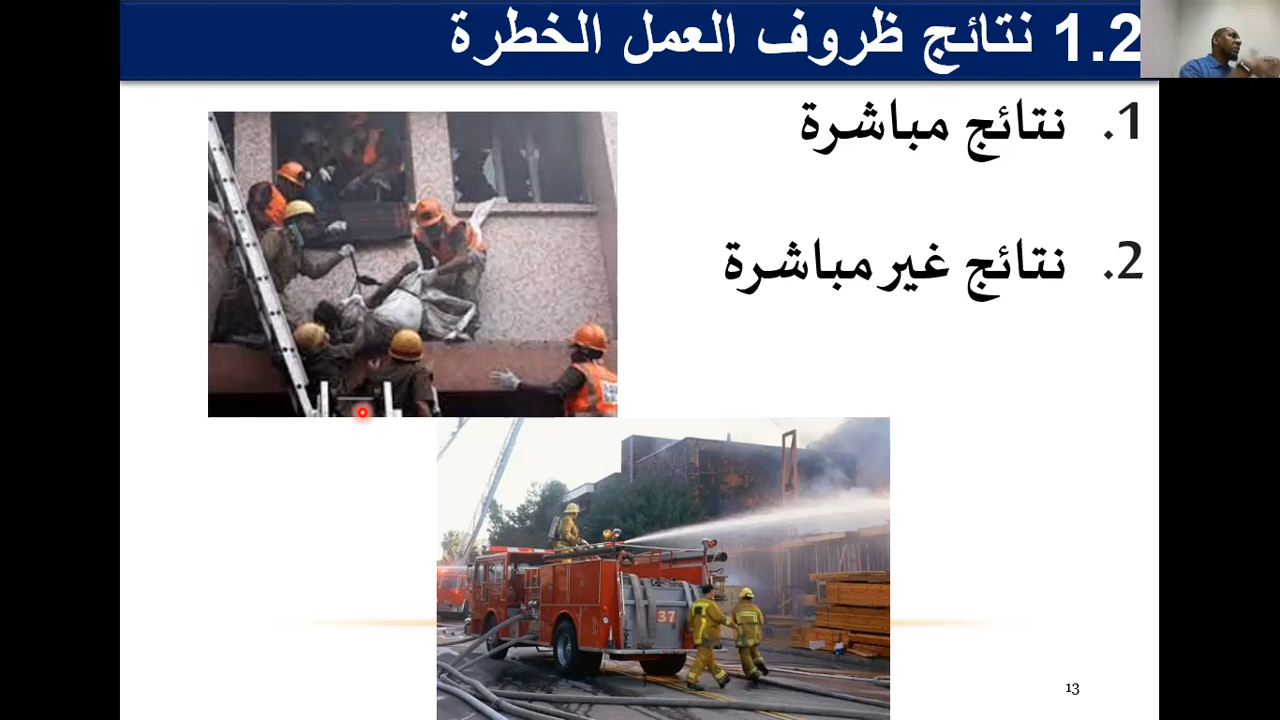 1.2 نتائج ظروف العمل الخطرة
1. نتائج مباشرة
2. نتائج غير مباشرة
37
13